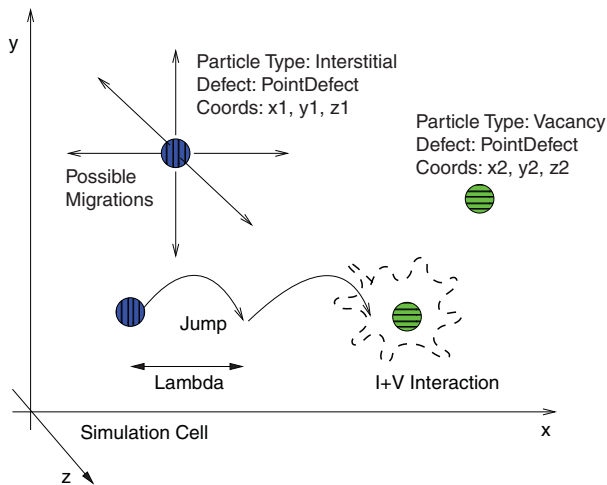 y
Particle Type: Interstitial
Defect: PointDefect
Coords: x1, y1, z1
Particle Type: Vacancy
Defect: PointDefect
Coords: x2, y2, z2
Possible
Migrations
Jump
Lambda
I+V Interaction
Simulation Cell
x
z